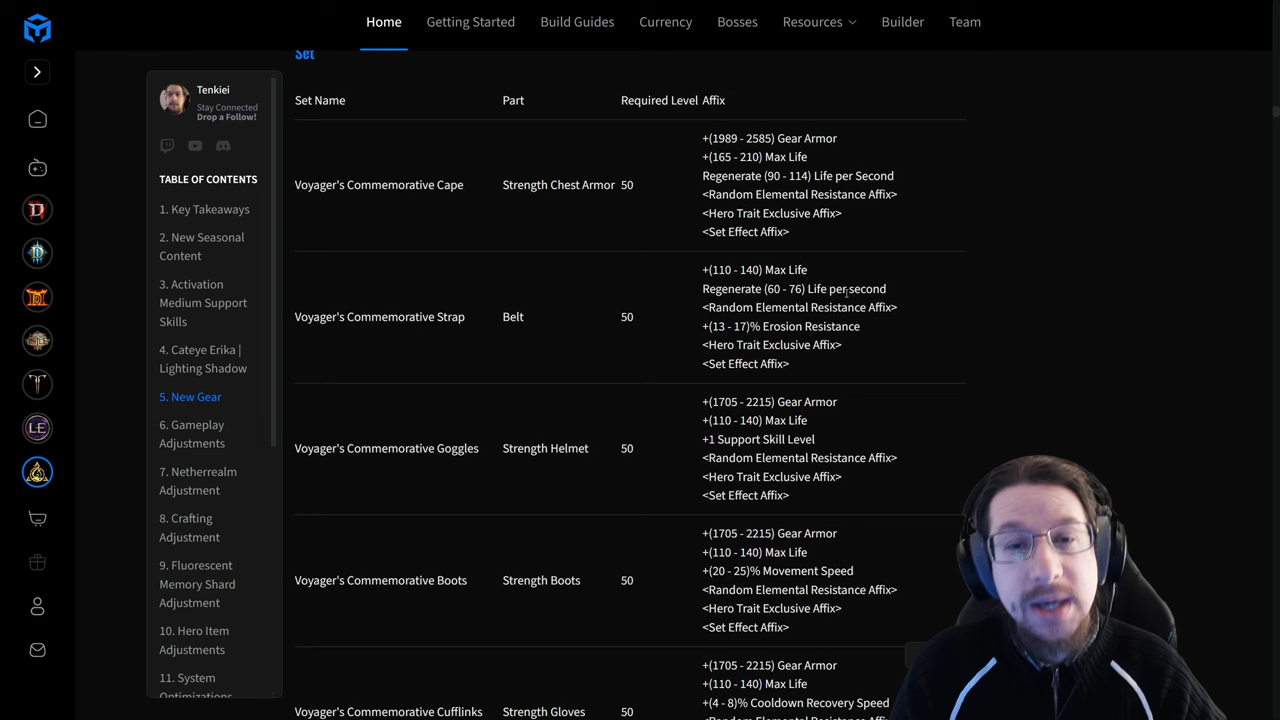 Home
Getting Started
Build Guides
Currency
Bosses
Resources
Builder
Team
Set
Tenkiei
Stay Connected
Drop a Follow!
TABLE OF CONTENTS
1. Key Takeaways
2. New Seasonal
Content
3. Activation
Medium Support
Skills
4. Cateye Erika |
Lighting Shadow
5. New Gear
6. Gameplay
Adjustments
7. Netherrealm
Adjustment
8. Crafting
Adjustment
9. Fluorescent
Memory Shard
Adjustment
10. Hero Item
Adjustments
11. System
Optimizations
Set Name
Part
Required Level
Affix
Voyager's Commemorative Cape
Strength Chest Armor
50
+(1989 - 2585) Gear Armor
+(165 - 210) Max Life
Regenerate (90 - 114) Life per Second
<Random Elemental Resistance Affix>
<Hero Trait Exclusive Affix>
<Set Effect Affix>
Voyager's Commemorative Strap
Belt
50
+(110 - 140) Max Life
Regenerate (60 - 76) Life per second
<Random Elemental Resistance Affix>
+(13 - 17)% Erosion Resistance
<Hero Trait Exclusive Affix>
<Set Effect Affix>
Voyager's Commemorative Goggles
Strength Helmet
50
+(1705 - 2215) Gear Armor
+(110 - 140) Max Life
+1 Support Skill Level
<Random Elemental Resistance Affix>
<Hero Trait Exclusive Affix>
<Set Effect Affix>
Voyager's Commemorative Boots
Strength Boots
50
+(1705 - 2215) Gear Armor
+(110 - 140) Max Life
+(20 - 25)% Movement Speed
<Random Elemental Resistance Affix>
<Hero Trait Exclusive Affix>
<Set Effect Affix>
Voyager's Commemorative Cufflinks
Strength Gloves
50
+(1705 - 2215) Gear Armor
+(110 - 140) Max Life
+(4 - 8)% Cooldown Recovery Speed